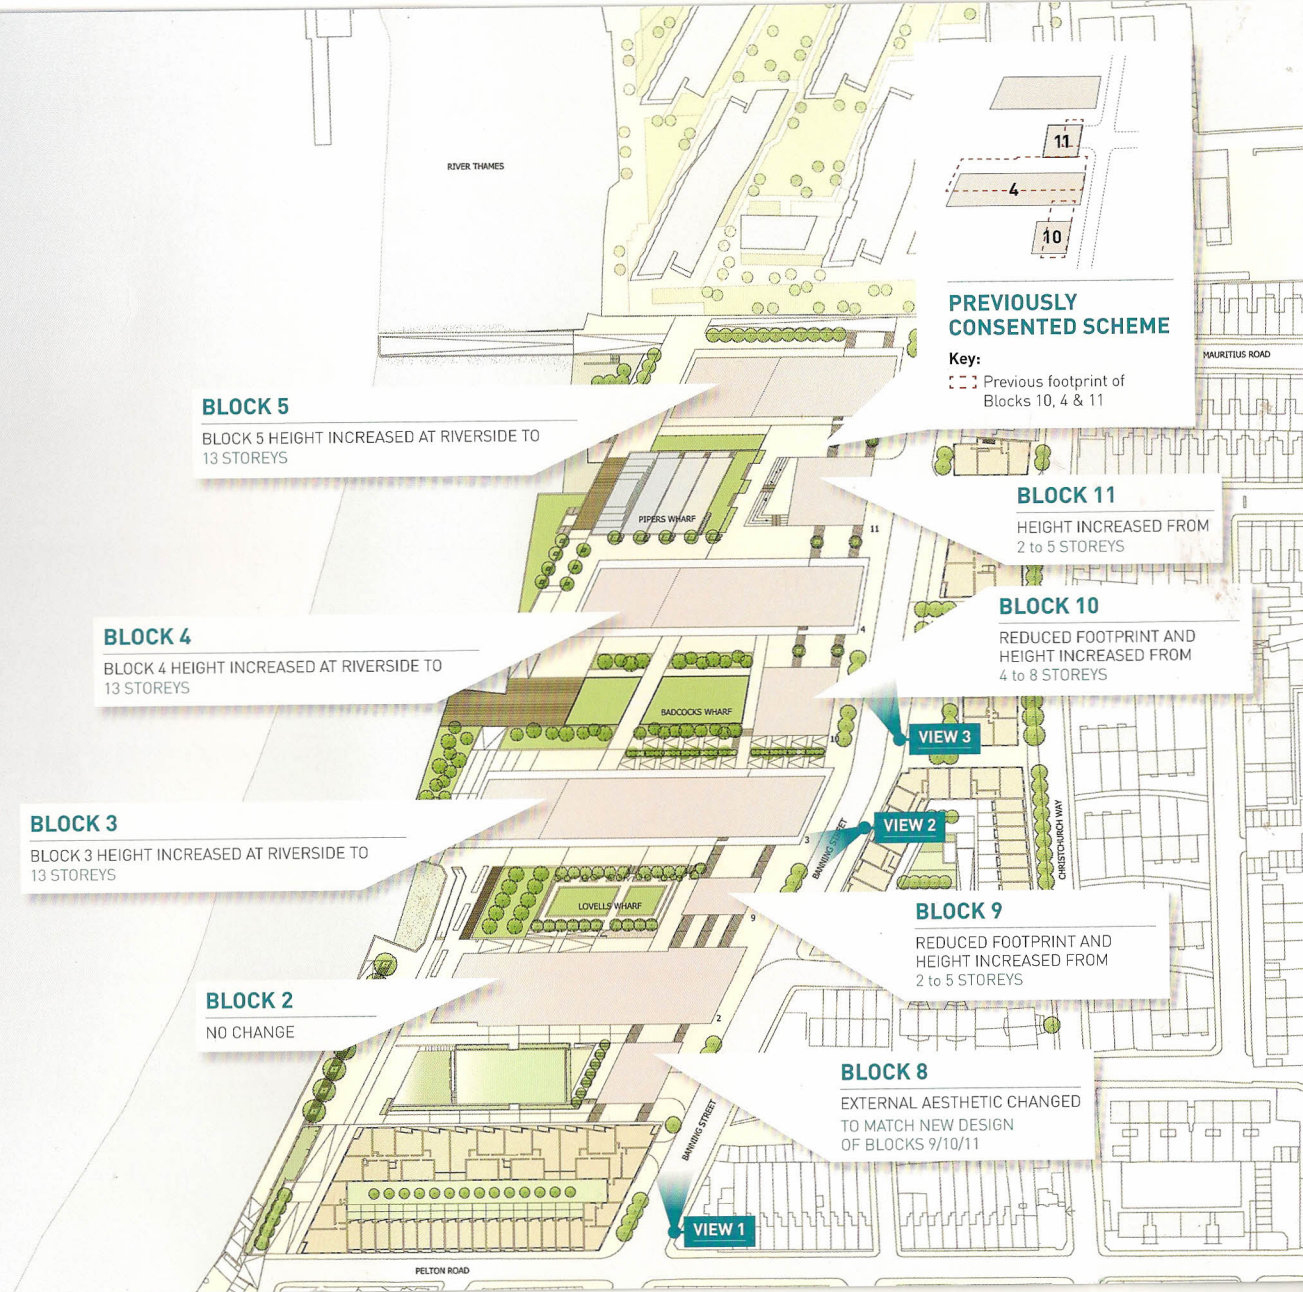 RIVER THAMES
11
4
10
PREVIOUSLY
CONSENTED SCHEME
Key:
Previous footprint of
Blocks 10, 4 & 11
MAURITIUS ROAD
BLOCK 5
BLOCK 5 HEIGHT INCREASED AT RIVERSIDE TO
13 STOREYS
PIPERS WHARF
11
BLOCK 11
HEIGHT INCREASED FROM
2 to 5 STOREYS
BLOCK 4
BLOCK 4 HEIGHT INCREASED AT RIVERSIDE TO
13 STOREYS
4
BLOCK 10
REDUCED FOOTPRINT AND
HEIGHT INCREASED FROM
4 to 8 STOREYS
BADCOCKS WHARF
10
VIEW 3
BLOCK 3
BLOCK 3 HEIGHT INCREASED AT RIVERSIDE TO
13 STOREYS
3
BANNING STREET
VIEW 2
CHRISTCHURCH WAY
LOVELLS WHARF
9
BLOCK 9
REDUCED FOOTPRINT AND
HEIGHT INCREASED FROM
2 to 5 STOREYS
BLOCK 2
NO CHANGE
2
BLOCK 8
EXTERNAL AESTHETIC CHANGED
TO MATCH NEW DESIGN
OF BLOCKS 9/10/11
BANNING STREET
VIEW 1
PELTON ROAD